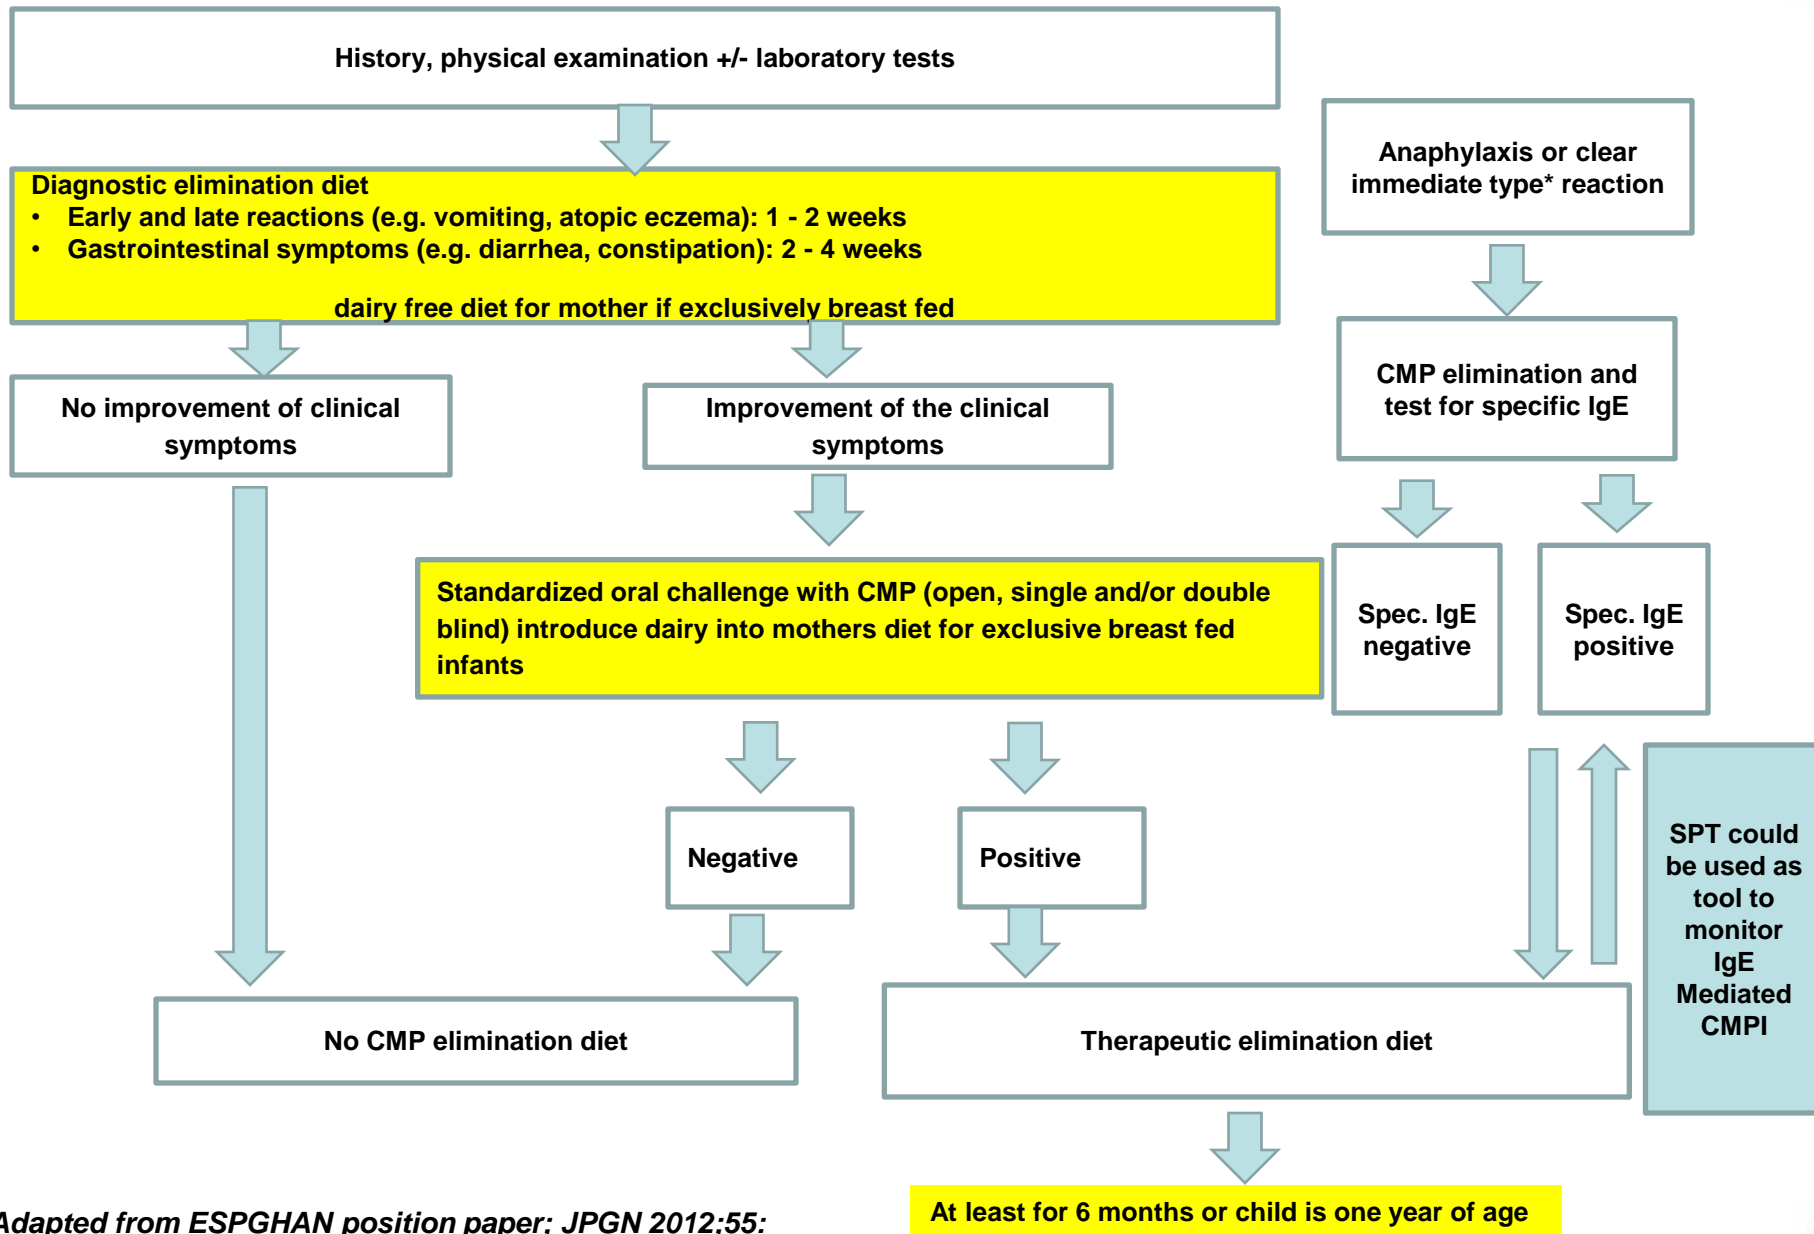 History, physical examination +/- laboratory tests
Diagnostic elimination diet
• Early and late reactions (e.g. vomiting, atopic eczema): 1 - 2 weeks
• Gastrointestinal symptoms (e.g. diarrhea, constipation): 2 - 4 weeks
dairy free diet for mother if exclusively breast fed
Anaphylaxis or clear
immediate type* reaction
No improvement of clinical
symptoms
Improvement of the clinical
symptoms
CMP elimination and
test for specific IgE
Standardized oral challenge with CMP (open, single and/or double
blind) introduce dairy into mothers diet for exclusive breast fed
infants
Spec. IgE
negative
Spec. IgE
positive
Negative
Positive
SPT could
be used as
tool to
monitor
IgE
Mediated
CMPI
No CMP elimination diet
Therapeutic elimination diet
At least for 6 months or child is one year of age
Adapted from ESPGHAN position paper; JPGN 2012;55: